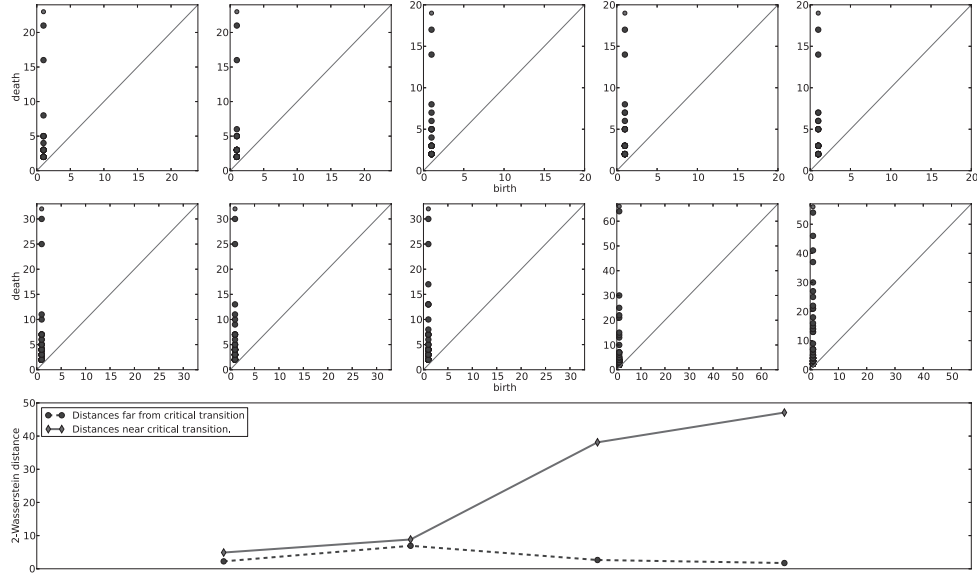 death
0 5 10 15 20
0 5 10 15 20
0 5 10 15 20
0 5 10 15 20
0 5 10 15 20
0 5 10 15 20
birth
0 5 10 15 20
0 5 10 15 20
0 5 10 15 20
0 5 10 15 20
death
0 5 10 15 20 25 30
0 5 10 15 20 25 30
0 5 10 15 20 25 30
0 5 10 15 20 25 30
0 5 10 15 20 25 30
0 5 10 15 20 25 30
birth
0 10 20 30 40 50 60
0 10 20 30 40 50 60
0 10 20 30 40 50
0 10 20 30 40 50
2-Wasserstein distance
0 10 20 30 40 50
Distances far from critical transition
Distances near critical transition.